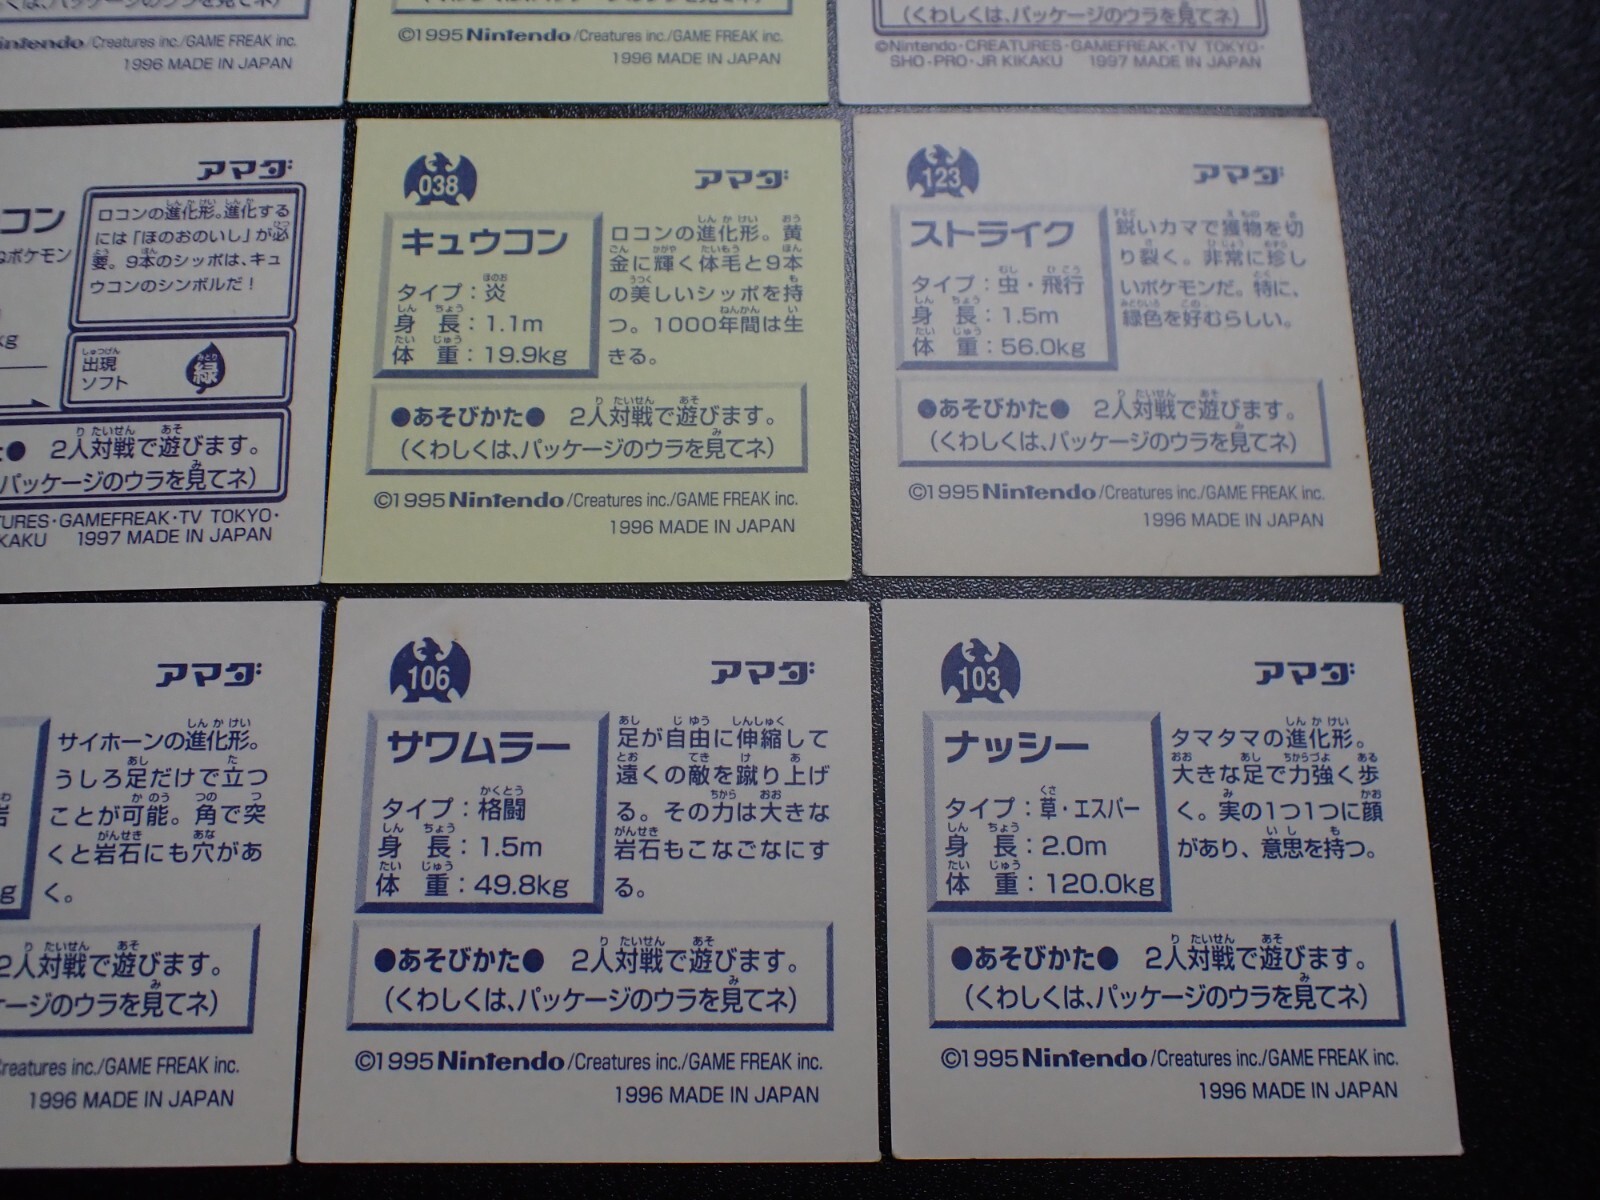 くは、パッケージのウラを見てネ)
intendo/Creatures inc./GAME FREAK inc.
1996 MADE IN JAPAN
©1995 Nintendo/Creatures inc./GAME FREAK inc.
1996 MADE IN JAPAN
(くわしくは、パッケージのウラを見てネ)
©Nintendo・CREATURES・GAMEFREAK・TV TOKYO・
SHO-PRO・JR KIKAKU 1997 MADE IN JAPAN
アマダ
コン
ポケモン
kg
ロコンの進化形。進化する
には「ほのおのいし」が必
要。9本のシッポは、キュ
ウコンのシンボルだ!
出現
ソフト
緑
2人対戦で遊びます。
パッケージのウラを見てネ)
TURES・GAMEFREAK・TV TOKYO・
KAKU 1997 MADE IN JAPAN
038
アマダ
キュウコン
タイプ:炎
身長:1.1m
体重:19.9kg
ロコンの進化形。黄
金に輝く体毛と9本
の美しいシッポを持
つ。1000年間は生
きる。
●あそびかた● 2人対戦で遊びます。
(くわしくは、パッケージのウラを見てネ)
©1995 Nintendo/Creatures inc./GAME FREAK inc.
1996 MADE IN JAPAN
123
アマダ
ストライク
タイプ:虫・飛行
身長:1.5m
体重:56.0kg
鋭いカマで獲物を切
り裂く。非常に珍し
いポケモンだ。特に、
緑色を好むらしい。
●あそびかた● 2人対戦で遊びます。
(くわしくは、パッケージのウラを見てネ)
©1995 Nintendo/Creatures inc./GAME FREAK inc.
1996 MADE IN JAPAN
アマダ
サイホーンの進化形。
うしろ足だけで立つ
ことが可能。角で突
くと岩石にも穴があ
く。
2人対戦で遊びます。
ケージのウラを見てネ)
Creatures inc./GAME FREAK inc.
1996 MADE IN JAPAN
106
アマダ
サワムラー
タイプ:格闘
身長:1.5m
体重:49.8kg
足が自由に伸縮して
遠くの敵を蹴り上げ
る。その力は大きな
岩石もこなごなにす
る。
●あそびかた● 2人対戦で遊びます。
(くわしくは、パッケージのウラを見てネ)
©1995 Nintendo/Creatures inc./GAME FREAK inc.
1996 MADE IN JAPAN
103
アマダ
ナッシー
タイプ:草・エスパー
身長:2.0m
体重:120.0kg
タマタマの進化形。
大きな足で力強く歩
く。実の1つ1つに顔
があり、意思を持つ。
●あそびかた● 2人対戦で遊びます。
(くわしくは、パッケージのウラを見てネ)
©1995 Nintendo/Creatures inc./GAME FREAK inc.
1996 MADE IN JAPAN